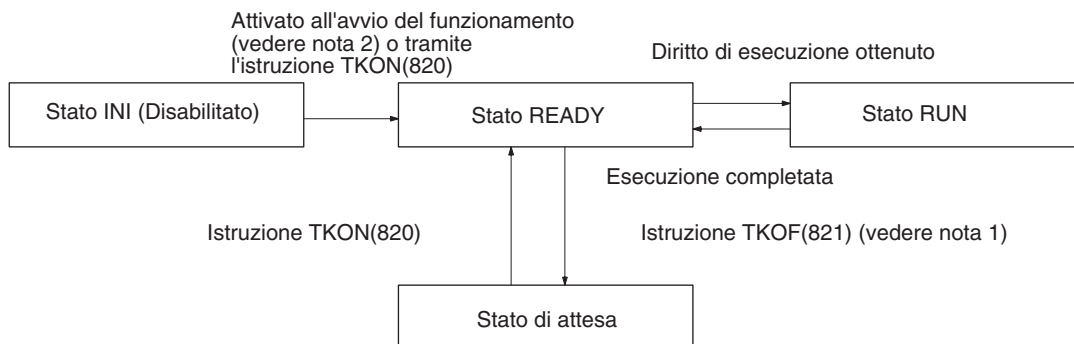 Attivato all'avvio del funzionamento
(vedere nota 2) o tramite
l'istruzione TKON(820)
Diritto di esecuzione ottenuto
Stato INI (Disabilitato)
Stato READY
Stato RUN
Esecuzione completata
Istruzione TKON(820)
Istruzione TKOF(821) (vedere nota 1)
Stato di attesa